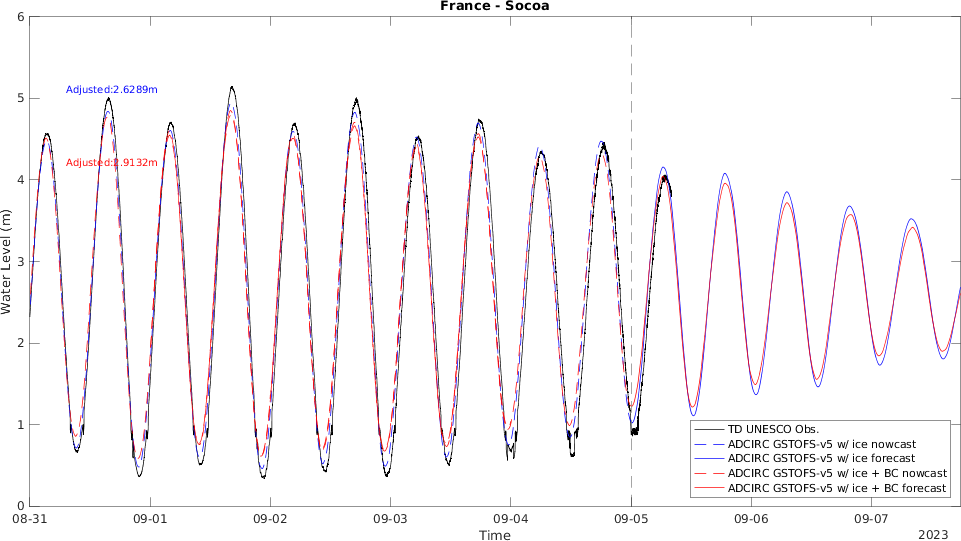 France - Socoa
6
5
4
3
2
1
0
Water Level (m)
Adjusted:2.6289m
Adjusted:2.9132m
TD UNESCO Obs.
ADCIRC GSTOFS-v5 w/ ice nowcast
ADCIRC GSTOFS-v5 w/ ice forecast
ADCIRC GSTOFS-v5 w/ ice + BC nowcast
ADCIRC GSTOFS-v5 w/ ice + BC forecast
08-31 09-01 09-02 09-03 09-04 09-05 09-06 09-07
Time
2023